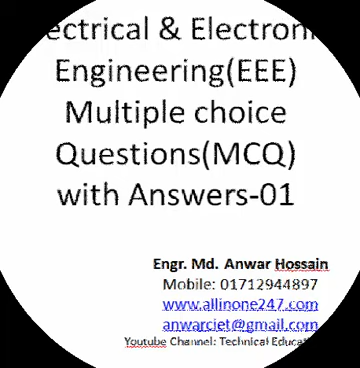 ectrical & Electron
Engineering(EEE)
Multiple choice
Questions(MCQ)
with Answers-01
Engr. Md. Anwar Hossain
Mobile: 01712944897
www.allinone247.com
anwarciet@gmail.com
Youtube Channel: Technical Educat